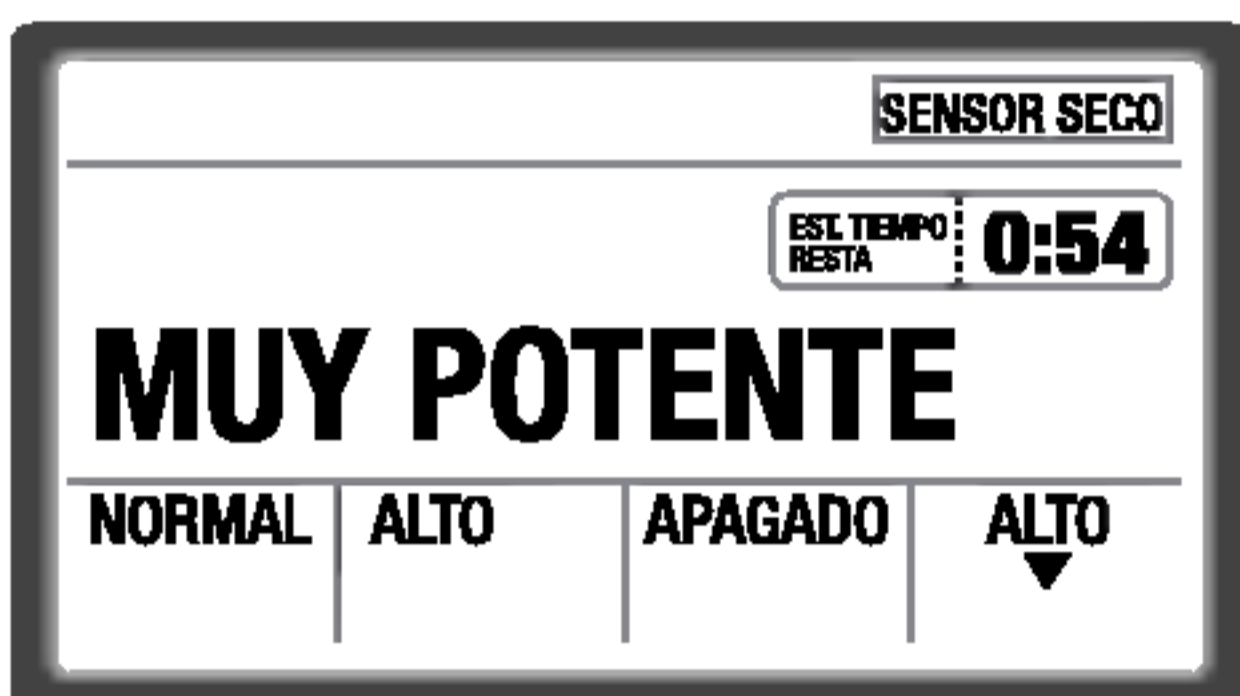 SENSOR SECO
EST. TIEMPO
RESTA
0:54
MUY POTENTE
NORMAL
ALTO
APAGADO
ALTO